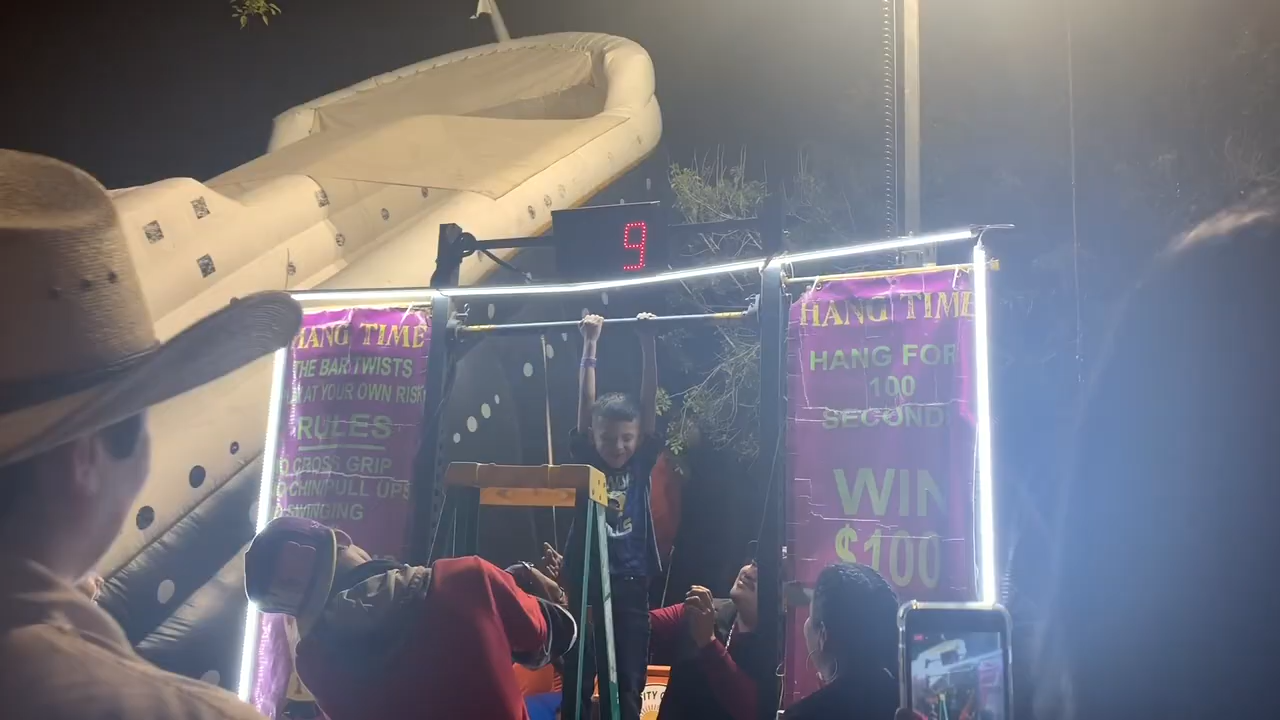 9
HANG TIME
THE BAR TWISTS
AT YOUR OWN RISK
RULES
CROSS GRIP
CHIN/PULL UPS
SWINGING
HANG TIME
HANG FOR
100
SECOND
WIN
$100